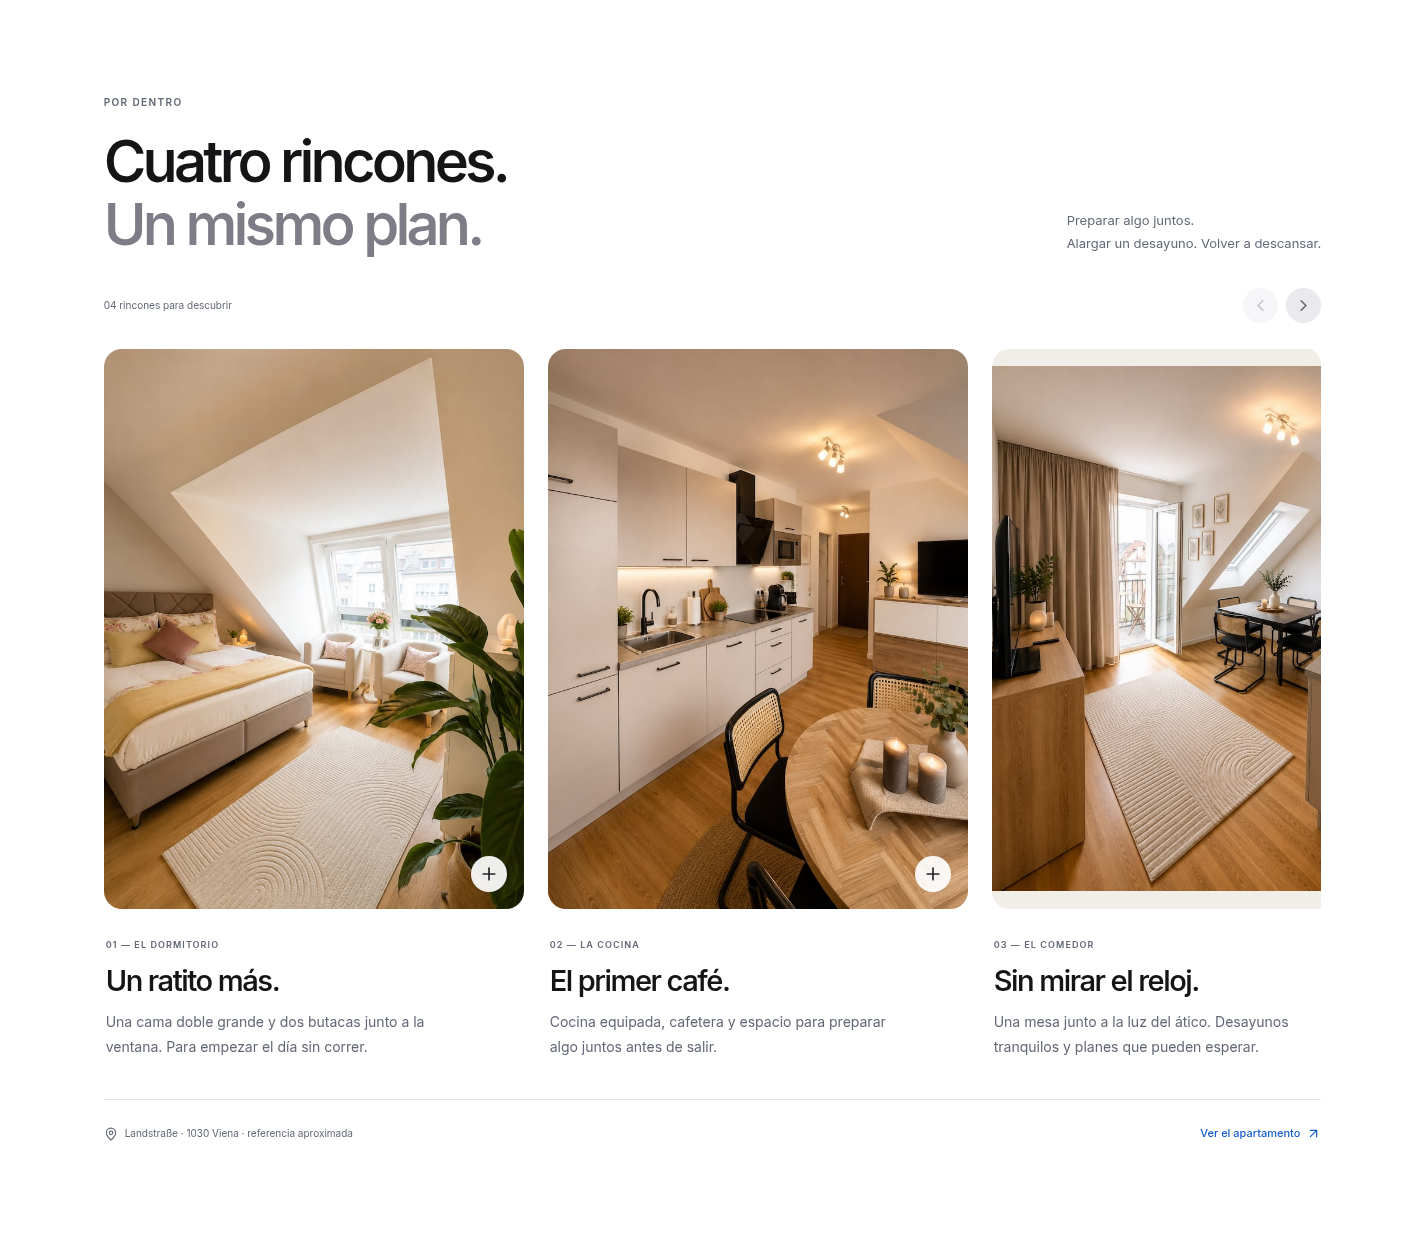 POR DENTRO
Cuatro rincones.
Un mismo plan.
Preparar algo juntos.
Alargar un desayuno. Volver a descansar.
04 rincones para descubrir
01 — EL DORMITORIO
Un ratito más.
Una cama doble grande y dos butacas junto a la
ventana. Para empezar el día sin correr.
02 — LA COCINA
El primer café.
Cocina equipada, cafetera y espacio para preparar
algo juntos antes de salir.
03 — EL COMEDOR
Sin mirar el reloj.
Una mesa junto a la luz del ático. Desayunos
tranquilos y planes que pueden esperar.
Landstraße · 1030 Viena · referencia aproximada
Ver el apartamento